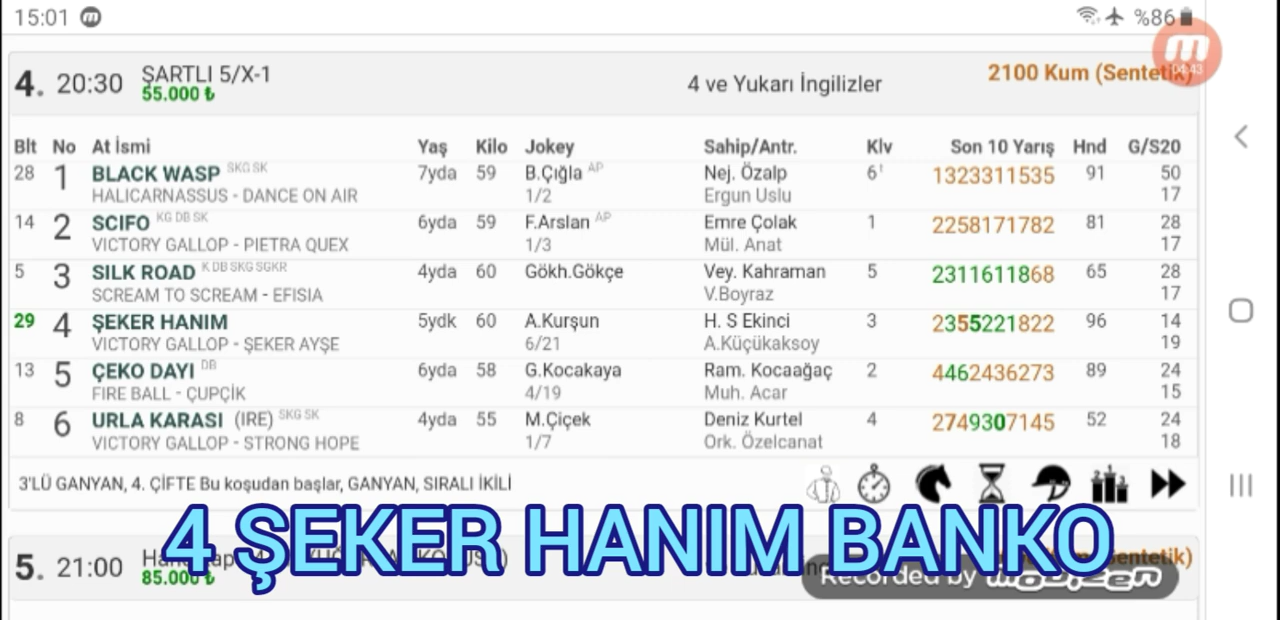 15:01 %86
4. 20:30 ŞARTLI 5/X-1 4 ve Yukarı İngilizler 2100 Kum (Sentetik)
55.000 ₺ 04:43
Blt No At İsmi Yaş Kilo Jokey Sahip/Antr. Klv Son 10 Yarış Hnd G/S20
28 1 BLACK WASP SKG SK 7yda 59 B.Çığla AP Nej. Özalp 6 1323311535 91 50
HALICARNASSUS - DANCE ON AIR 1/2 Ergun Uslu 17
14 2 SCIFO KG DB SK 6yda 59 F.Arslan AP Emre Çolak 1 2258171782 81 28
VICTORY GALLOP - PIETRA QUEX 1/3 Mül. Anat 17
5 3 SILK ROAD K DB SKG SGKR 4yda 60 Gökh.Gökçe Vey. Kahraman 5 2311611868 65 28
SCREAM TO SCREAM - EFISIA V.Boyraz 17
29 4 ŞEKER HANIM 5ydk 60 A.Kurşun H. S Ekinci 3 2355221822 96 14
VICTORY GALLOP - ŞEKER AYŞE 6/21 A.Küçükaksoy 19
13 5 ÇEKO DAYI DB 6yda 58 G.Kocakaya Ram. Kocaağaç 2 4462436273 89 24
FIRE BALL - ÇUPÇİK 4/19 Muh. Acar 15
8 6 URLA KARASI (IRE) SKG SK 4yda 55 M.Çiçek Deniz Kurtel 4 2749307145 52 24
VICTORY GALLOP - STRONG HOPE 1/7 Ork. Özelcanat 18
3'LÜ GANYAN, 4. ÇİFTE Bu koşudan başlar, GANYAN, SIRALI İKİLİ
4 ŞEKER HANIM BANKO
5. 21:00
85.000 ₺
Recorded by mobizen